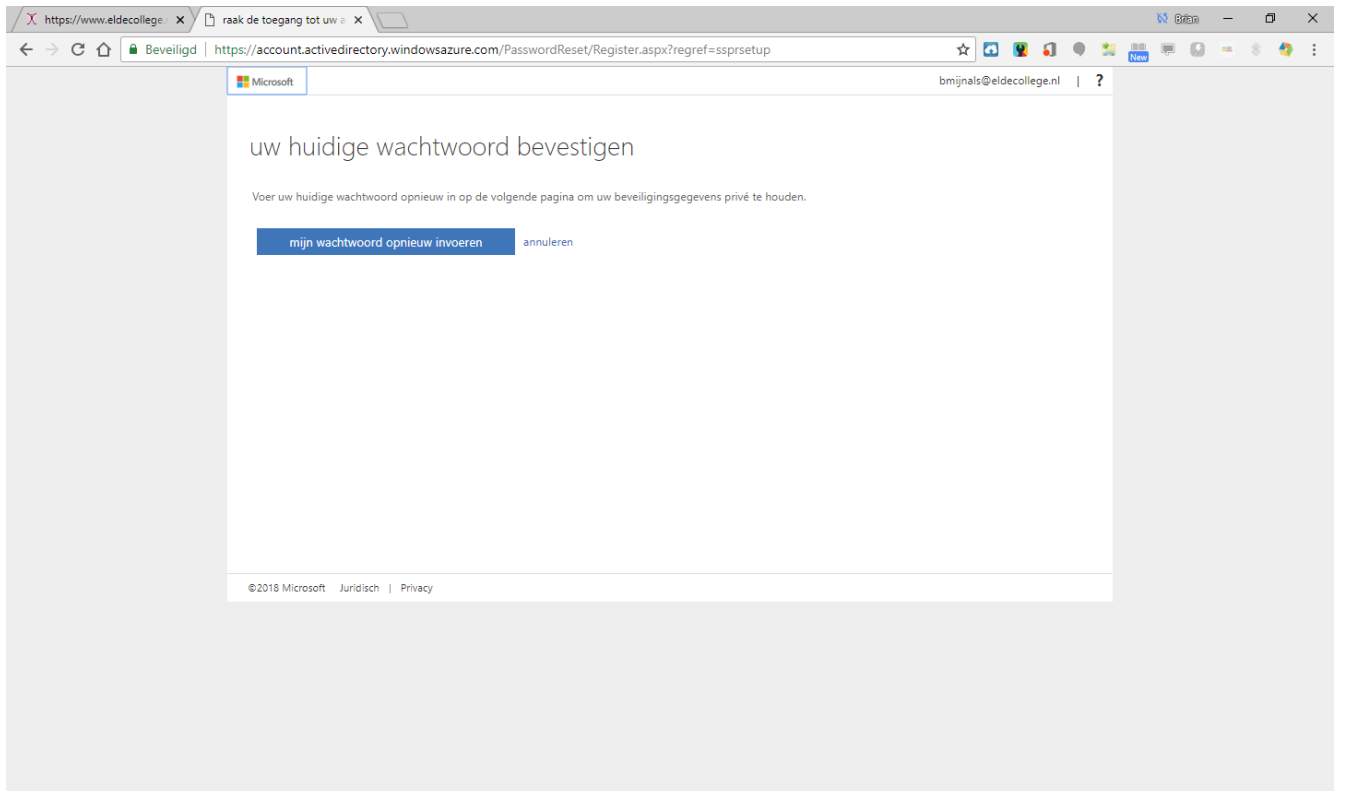 https://www.eldecollege.
raak de toegang tot uw a
Brian
Beveiligd | https://account.activedirectory.windowsazure.com/PasswordReset/Register.aspx?regref=ssprsetup
New
Microsoft
bmijnals@eldecollege.nl | ?
uw huidige wachtwoord bevestigen
Voer uw huidige wachtwoord opnieuw in op de volgende pagina om uw beveiligingsgegevens privé te houden.
mijn wachtwoord opnieuw invoeren annuleren
©2018 Microsoft Juridisch | Privacy